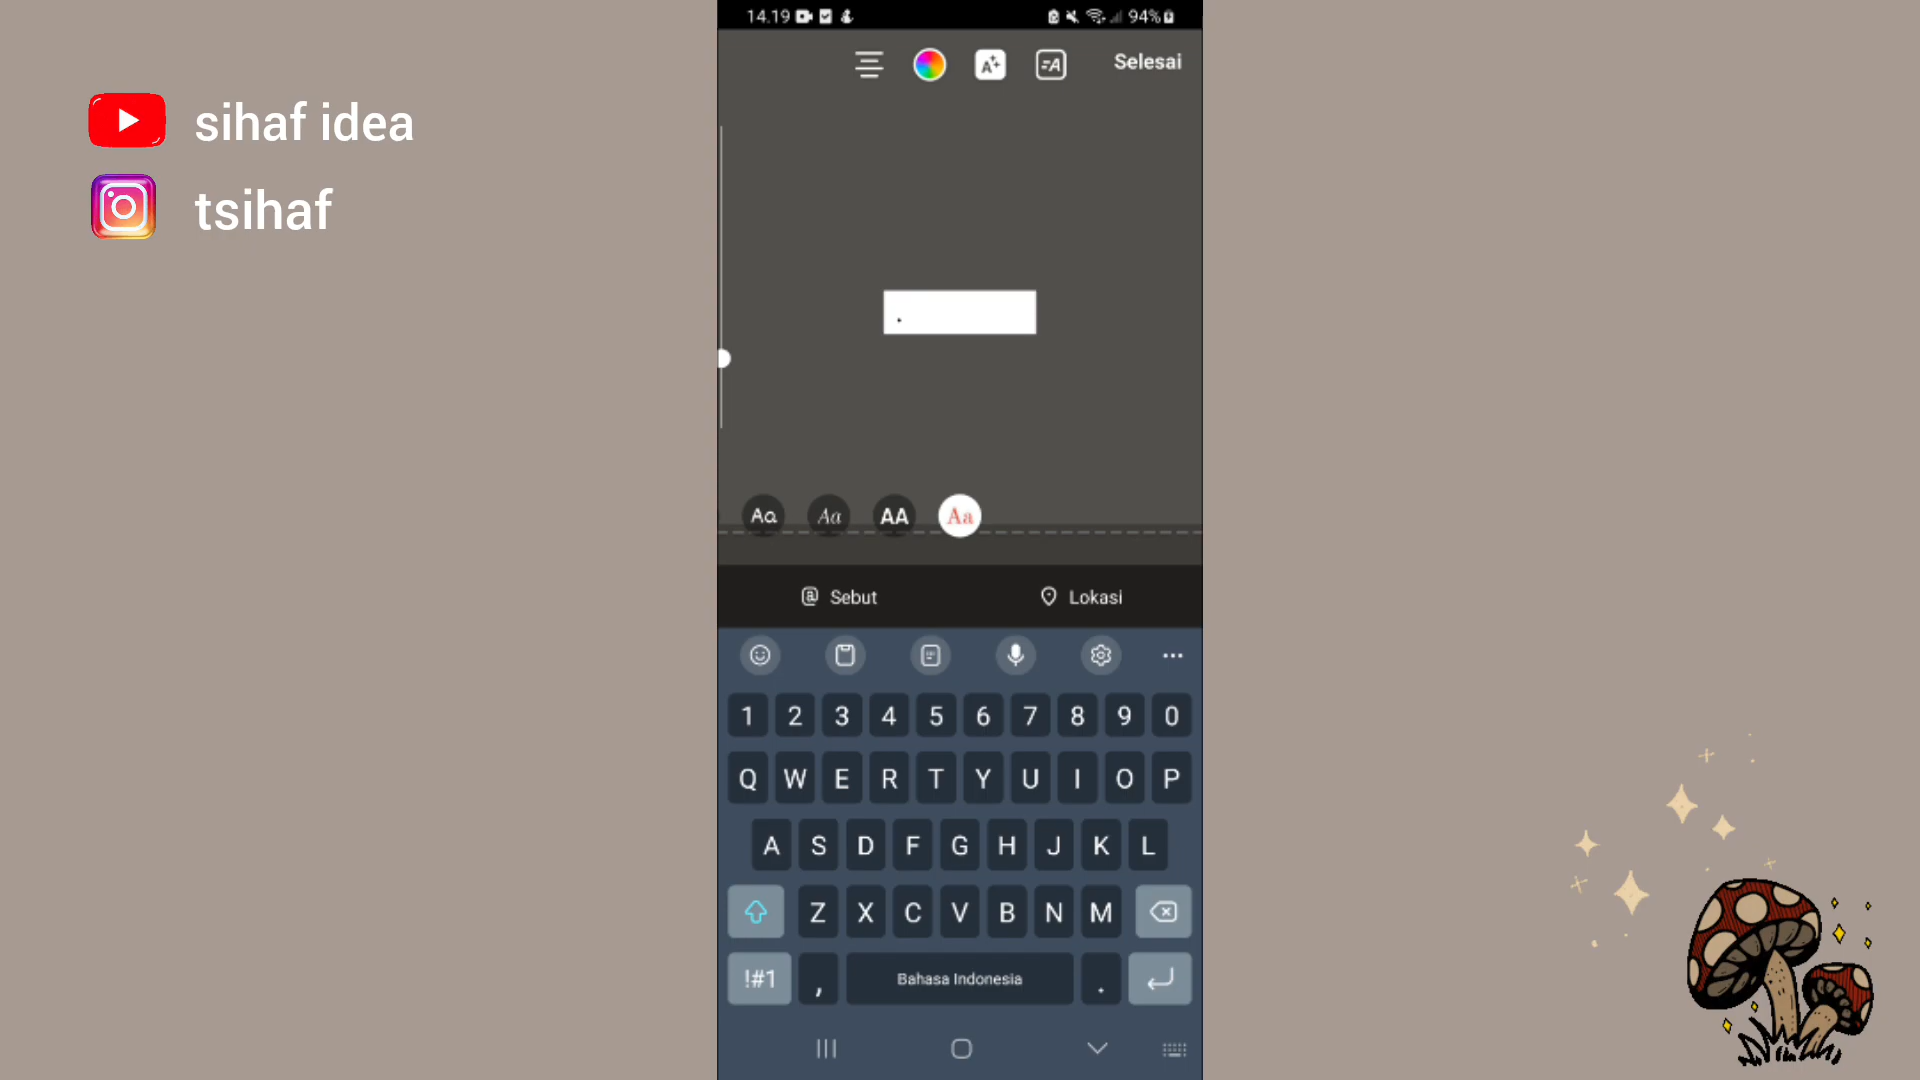 sihaf idea
tsihaf
14.19
94%
A
=A
Selesai
.
Aa
Aa
AA
Aa
@ Sebut
Lokasi
1 2 3 4 5 6 7 8 9 0
Q W E R T Y U I O P
A S D F G H J K L
Z X C V B N M
!#1 , Bahasa Indonesia .